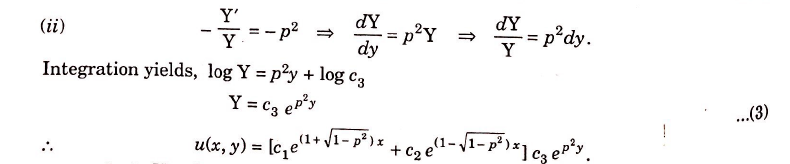 (ii) - Y′/Y = -p² ⇒ dY/dy = p²Y ⇒ dY/Y = p²dy.
Integration yields, log Y = p²y + log c₃
Y = c₃ e^{p²y} ...(3)
∴ u(x, y) = [c₁e^{(1+√(1-p²))x} + c₂ e^{(1-√(1-p²))x}] c₃ e^{p²y}.